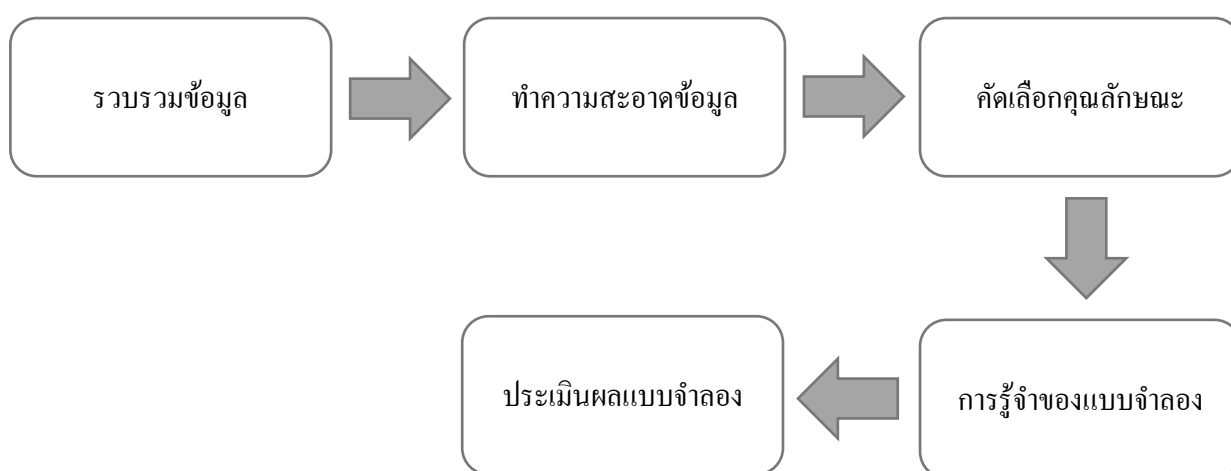 รวบรวมข้อมูล
ทำความสะอาดข้อมูล
คัดเลือกคุณลักษณะ
การรู้จำของแบบจำลอง
ประเมินผลแบบจำลอง